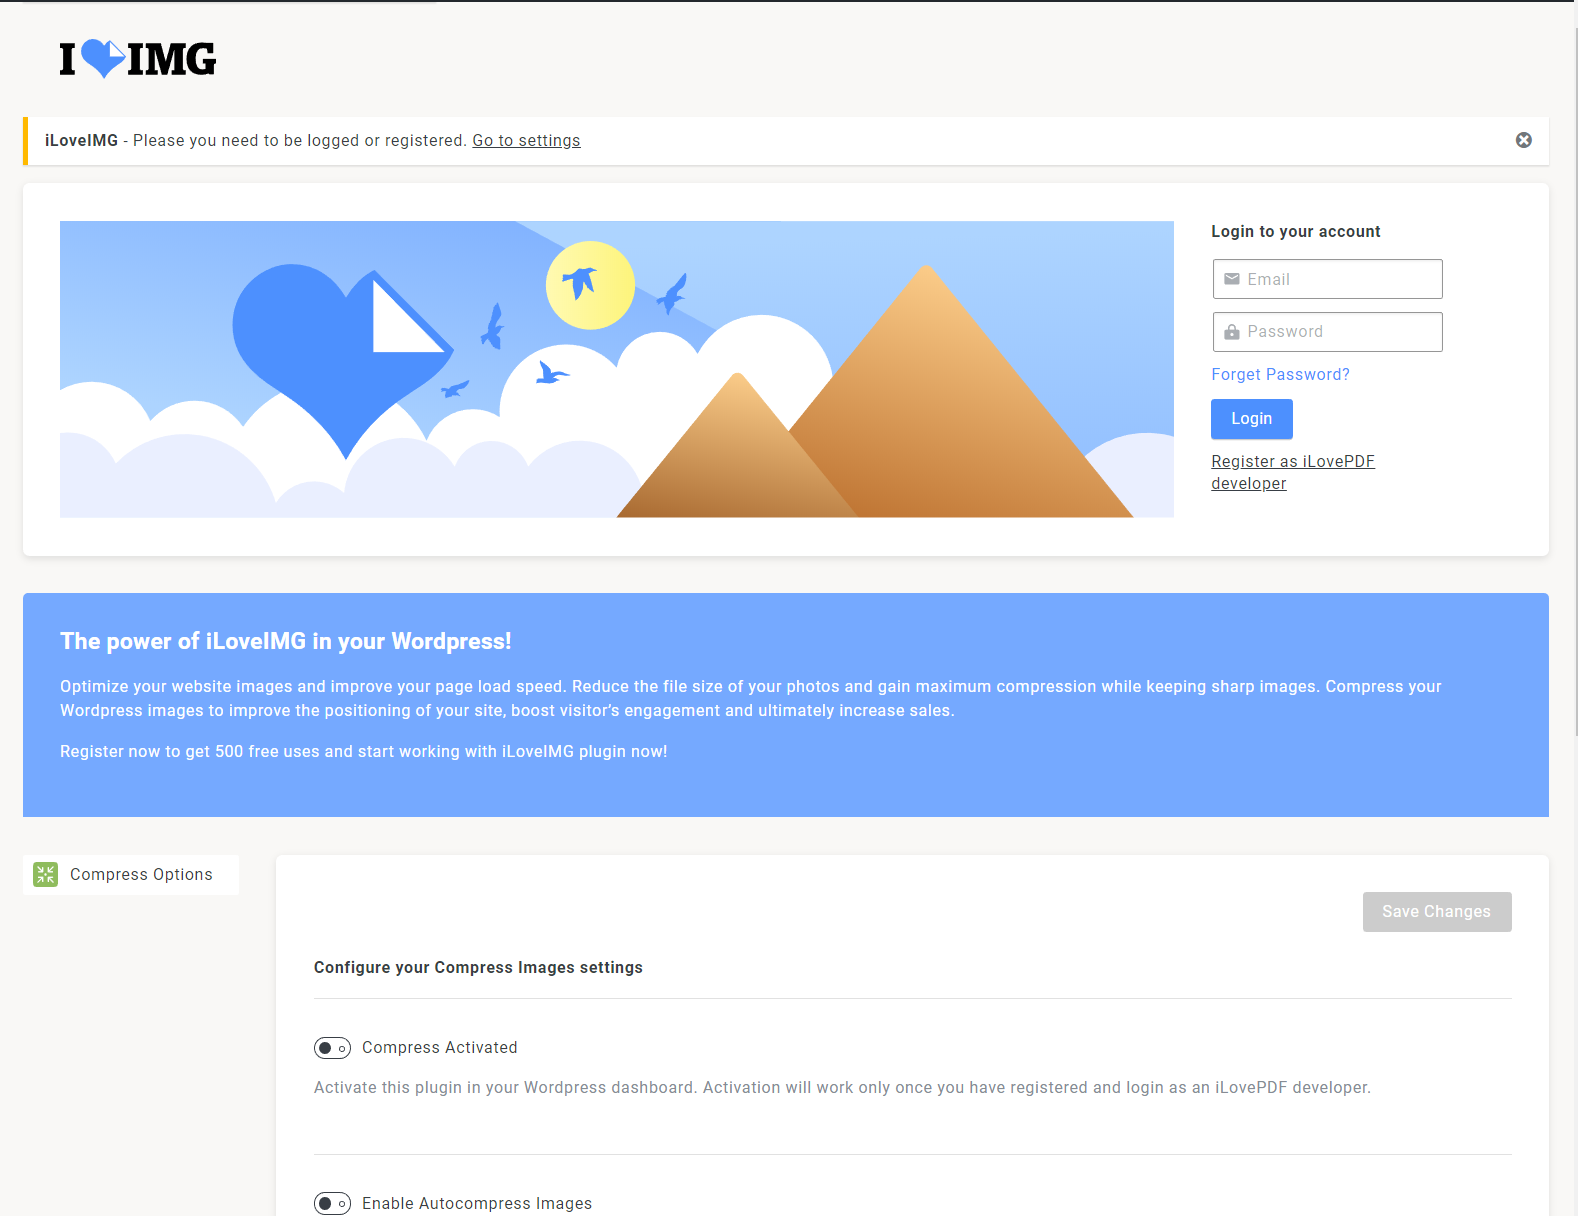 I IMG
iLoveIMG - Please you need to be logged or registered. Go to settings
Login to your account
Email
Password
Forget Password?
Login
Register as iLovePDF
developer
The power of iLoveIMG in your Wordpress!
Optimize your website images and improve your page load speed. Reduce the file size of your photos and gain maximum compression while keeping sharp images. Compress your
Wordpress images to improve the positioning of your site, boost visitor’s engagement and ultimately increase sales.
Register now to get 500 free uses and start working with iLoveIMG plugin now!
Compress Options
Save Changes
Configure your Compress Images settings
Compress Activated
Activate this plugin in your Wordpress dashboard. Activation will work only once you have registered and login as an iLovePDF developer.
Enable Autocompress Images